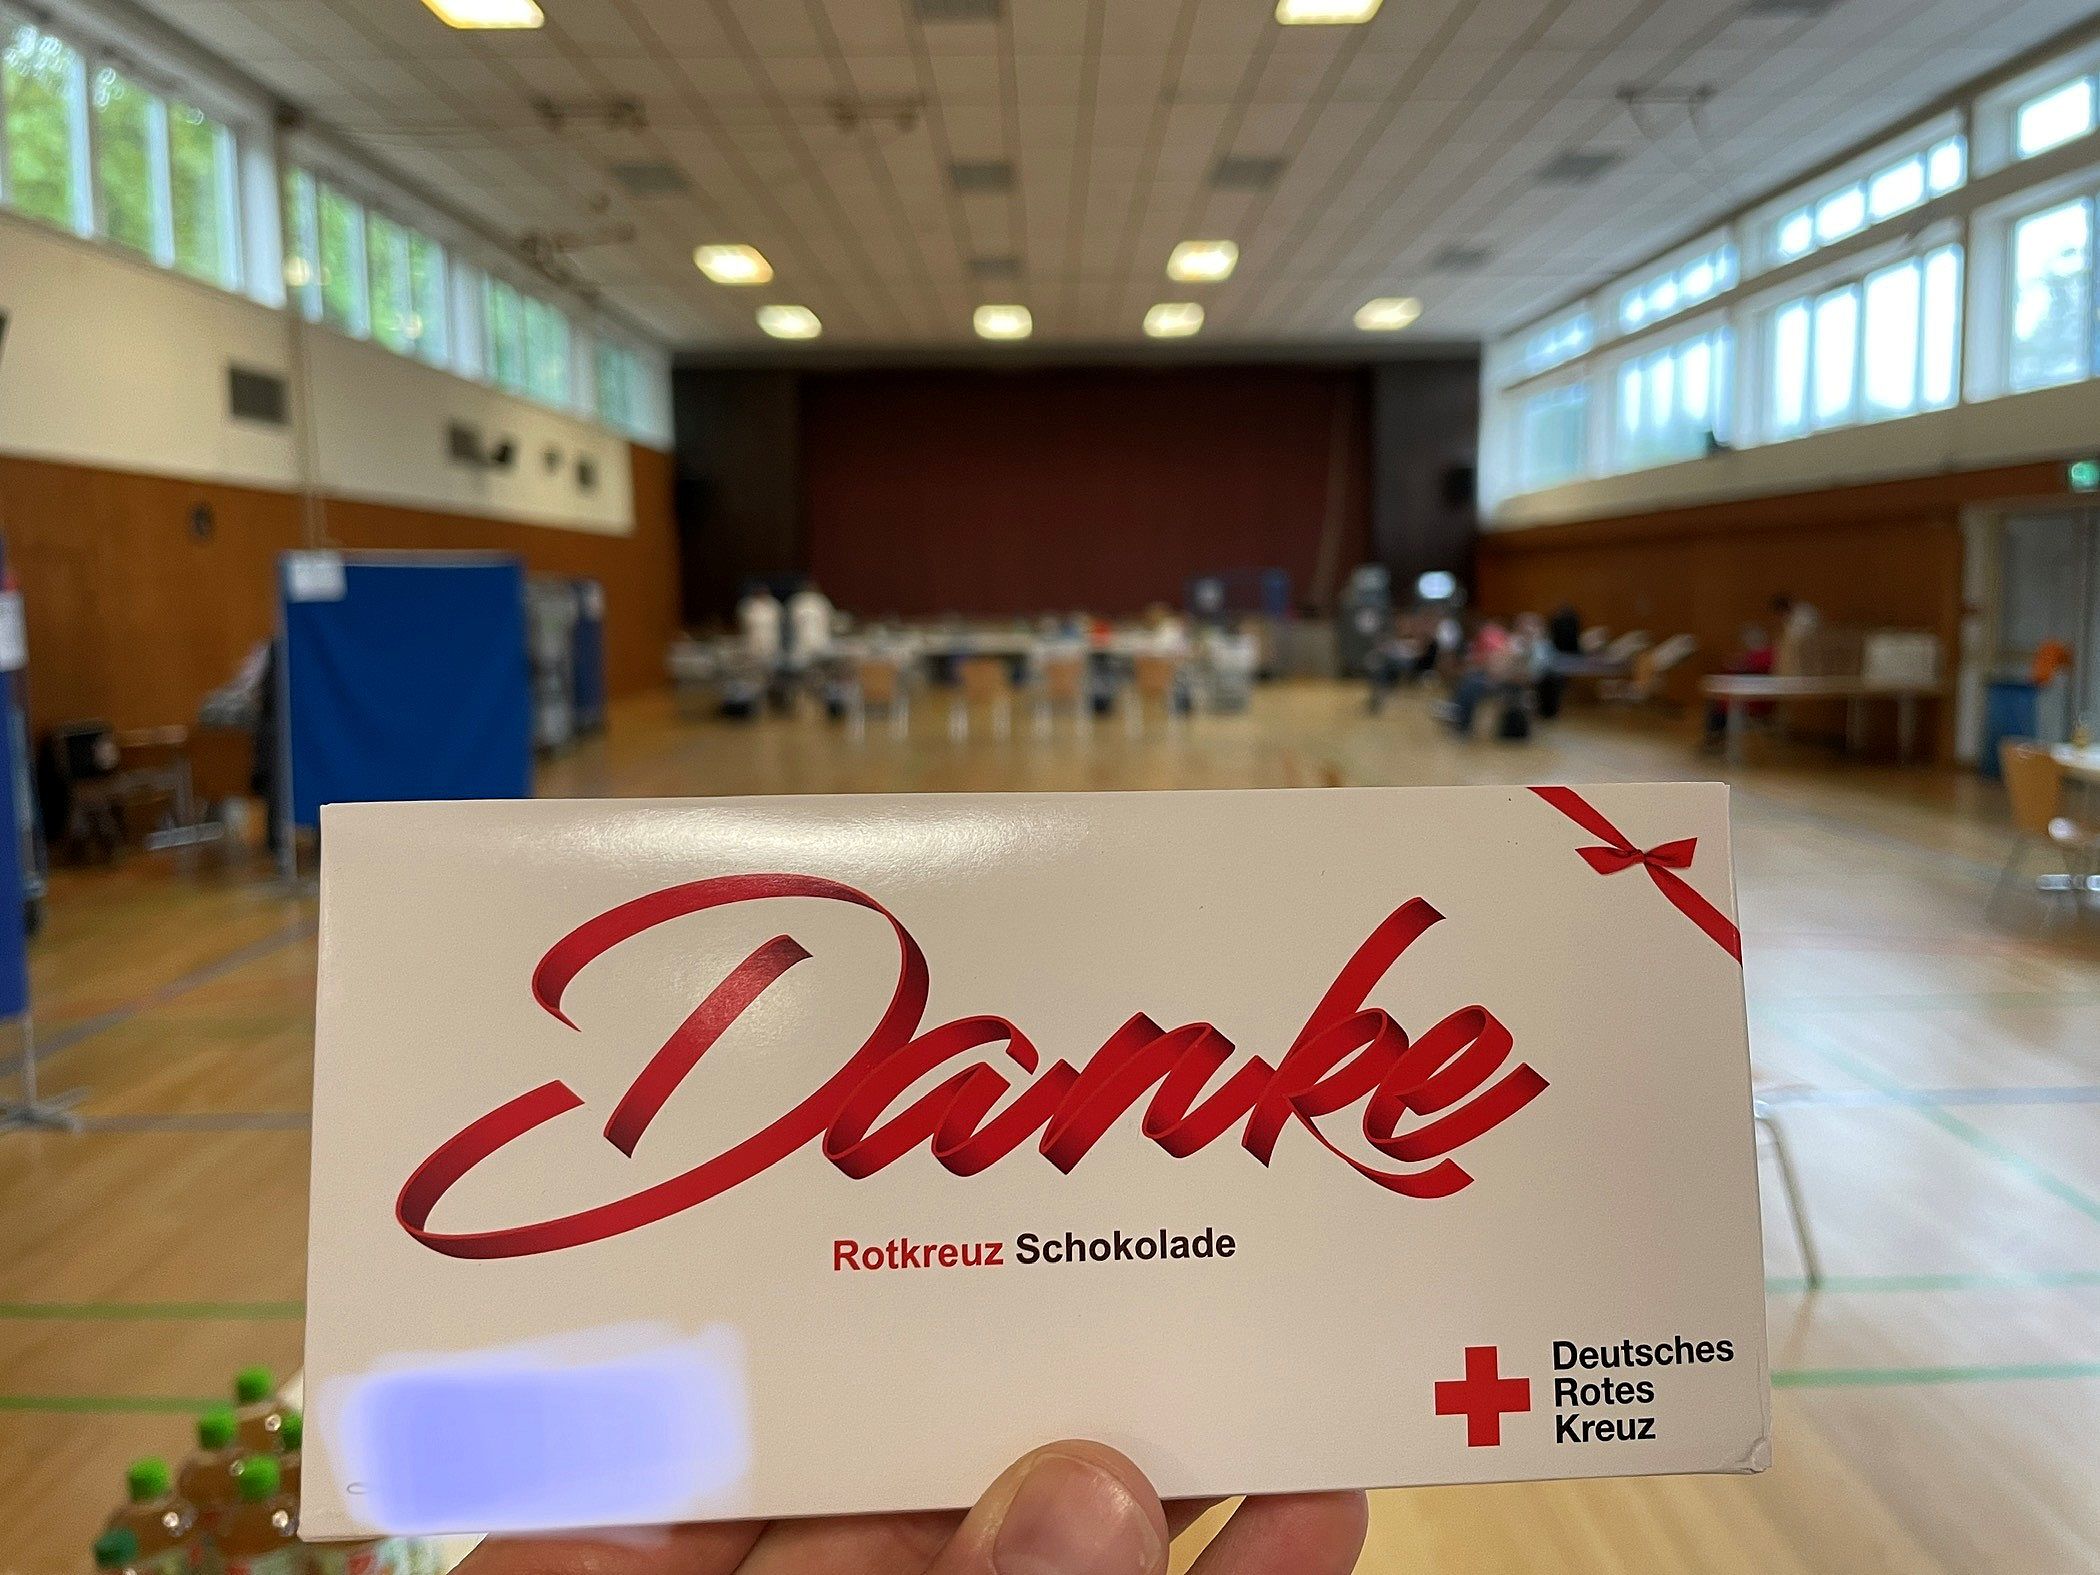 Danke
Rotkreuz Schokolade
Deutsches
Rotes
Kreuz